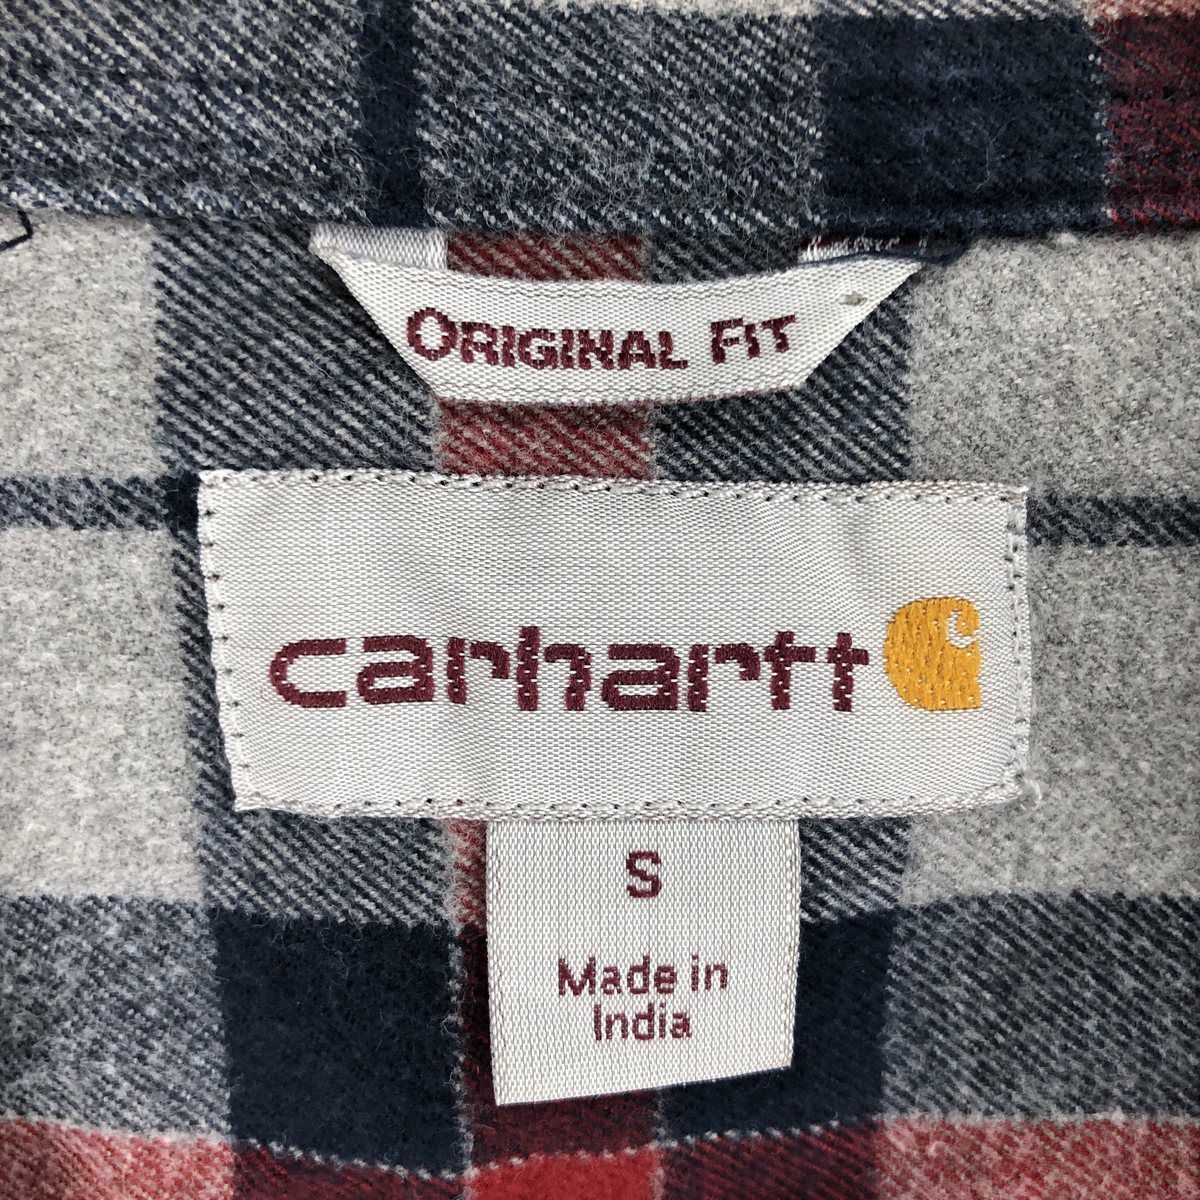 ORIGINAL FIT
carhartt
S
Made in
India